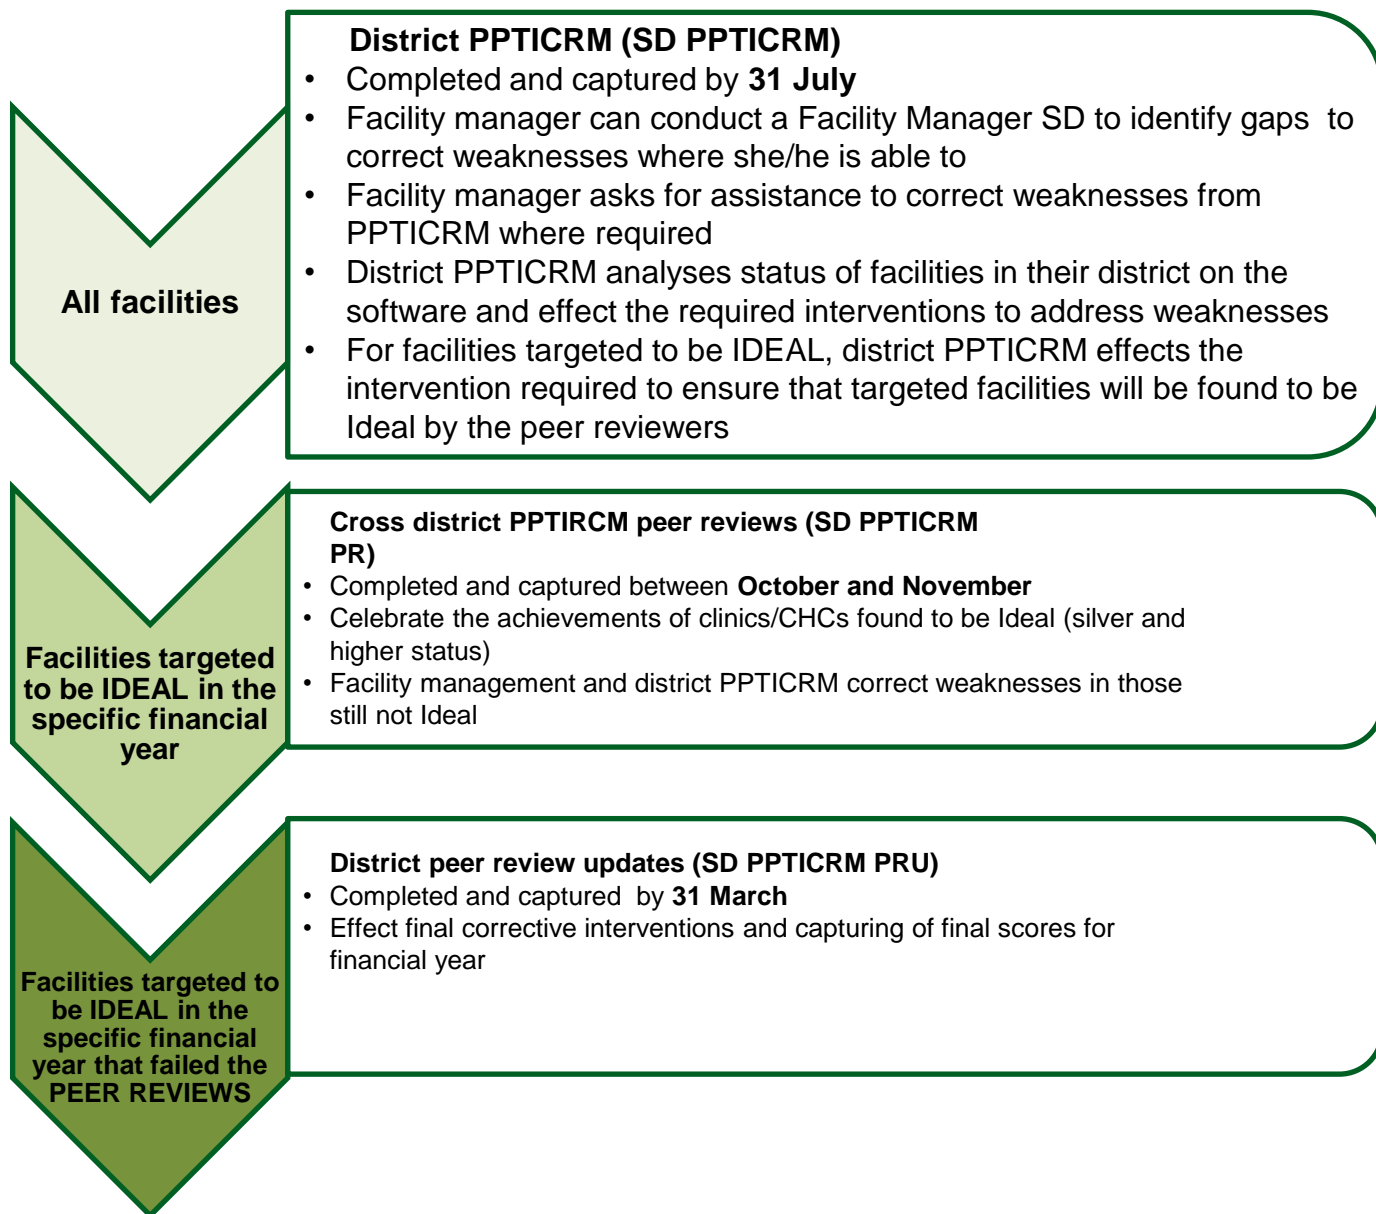 District PPTICRM (SD PPTICRM)
• Completed and captured by 31 July
• Facility manager can conduct a Facility Manager SD to identify gaps to
correct weaknesses where she/he is able to
• Facility manager asks for assistance to correct weaknesses from
PPTICRM where required
• District PPTICRM analyses status of facilities in their district on the
software and effect the required interventions to address weaknesses
• For facilities targeted to be IDEAL, district PPTICRM effects the
intervention required to ensure that targeted facilities will be found to be
Ideal by the peer reviewers
All facilities
Cross district PPTIRCM peer reviews (SD PPTICRM
PR)
• Completed and captured between October and November
• Celebrate the achievements of clinics/CHCs found to be Ideal (silver and
higher status)
• Facility management and district PPTICRM correct weaknesses in those
still not Ideal
Facilities targeted
to be IDEAL in the
specific financial
year
District peer review updates (SD PPTICRM PRU)
• Completed and captured by 31 March
• Effect final corrective interventions and capturing of final scores for
financial year
Facilities targeted to
be IDEAL in the
specific financial
year that failed the
PEER REVIEWS